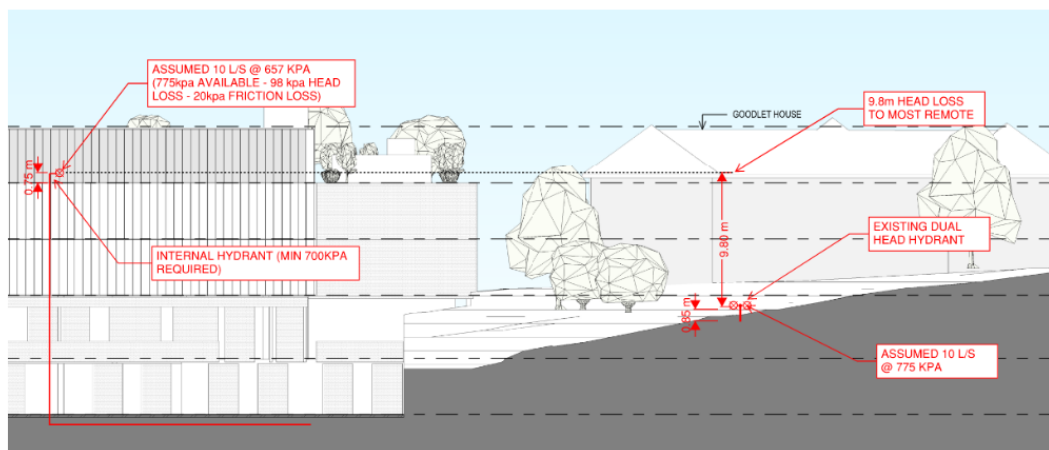 ASSUMED 10 L/S @ 657 KPA
(775kpa AVAILABLE - 98 kpa HEAD
LOSS - 20kpa FRICTION LOSS)
9.8m HEAD LOSS
TO MOST REMOTE
GOODLET HOUSE
0.75 m
INTERNAL HYDRANT (MIN 700KPA
REQUIRED)
9.80 m
EXISTING DUAL
HEAD HYDRANT
0.85 m
ASSUMED 10 L/S
@ 775 KPA